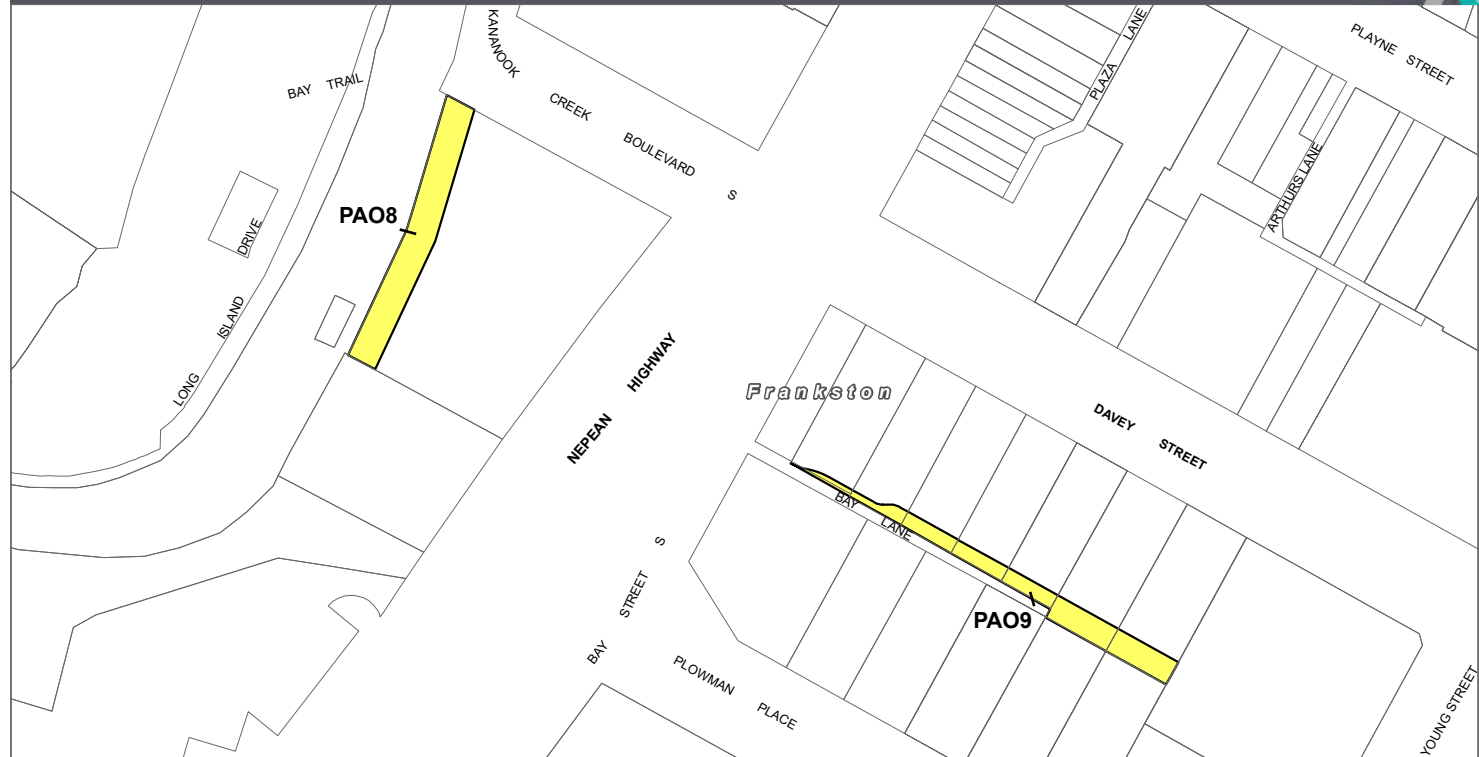 KANANOOK
CREEK
BOULEVARD
S
PLAZA LANE
PLAYNE STREET
BAY TRAIL
ARTHURS LANE
PAO8
DRIVE
ISLAND
LONG
NEPEAN HIGHWAY
Frankston
DAVEY STREET
BAY LANE
S
BAY STREET
PAO9
PLOWMAN
PLACE
YOUNG STREET